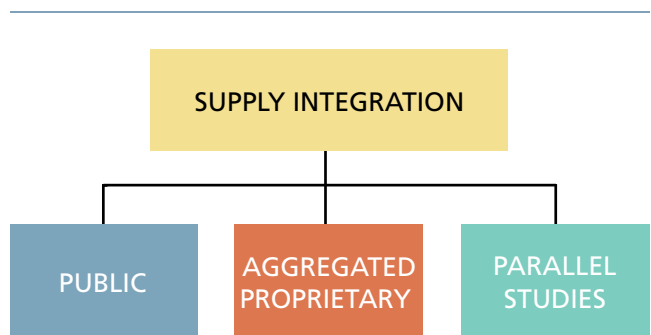 SUPPLY INTEGRATION
PUBLIC
AGGREGATED
PROPRIETARY
PARALLEL
STUDIES